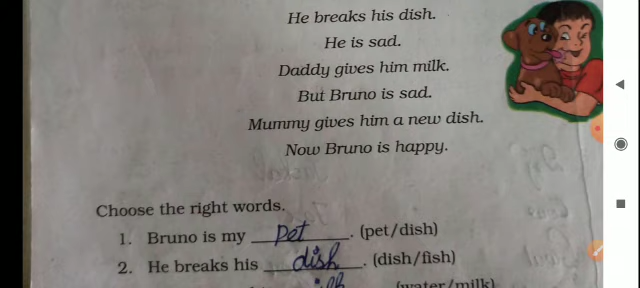 He breaks his dish.
He is sad.
Daddy gives him milk.
But Bruno is sad.
Mummy gives him a new dish.
Now Bruno is happy.
Choose the right words.
1. Bruno is my pet. (pet/dish)
2. He breaks his dish. (dish/fish)
(water/milk)